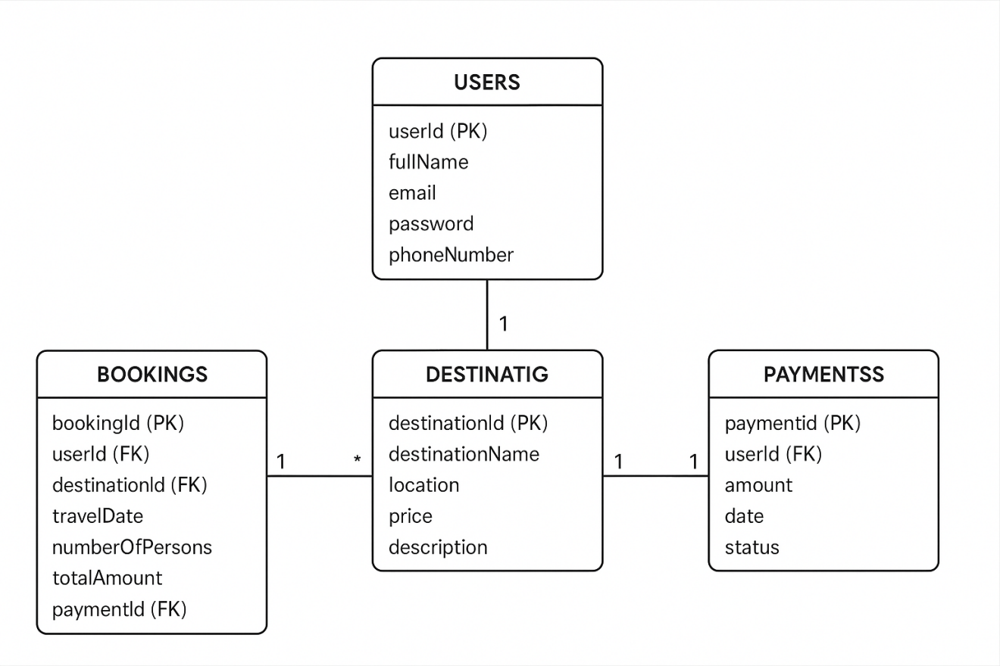 USERS
userId (PK)
fullName
email
password
phoneNumber
1
BOOKINGS
bookingId (PK)
userId (FK)
destinationId (FK)
travelDate
numberOfPersons
totalAmount
paymentId (FK)
1
*
DESTINATIG
destinationId (PK)
destinationName
location
price
description
1
1
PAYMENTSS
paymentid (PK)
userId (FK)
amount
date
status